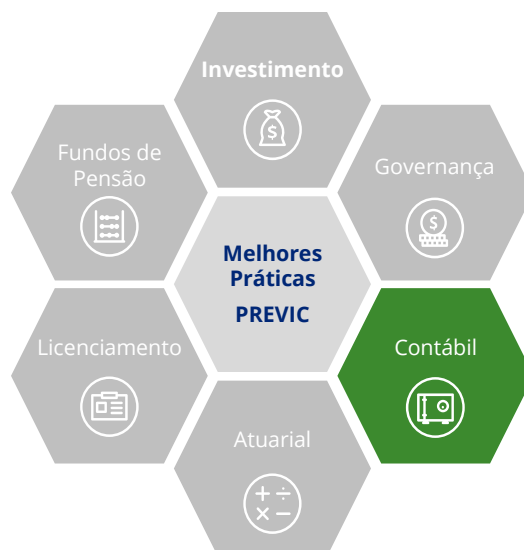 Investimento
Fundos de
Pensão
Governança
Melhores
Práticas
PREVIC
Licenciamento
Contábil
Atuarial